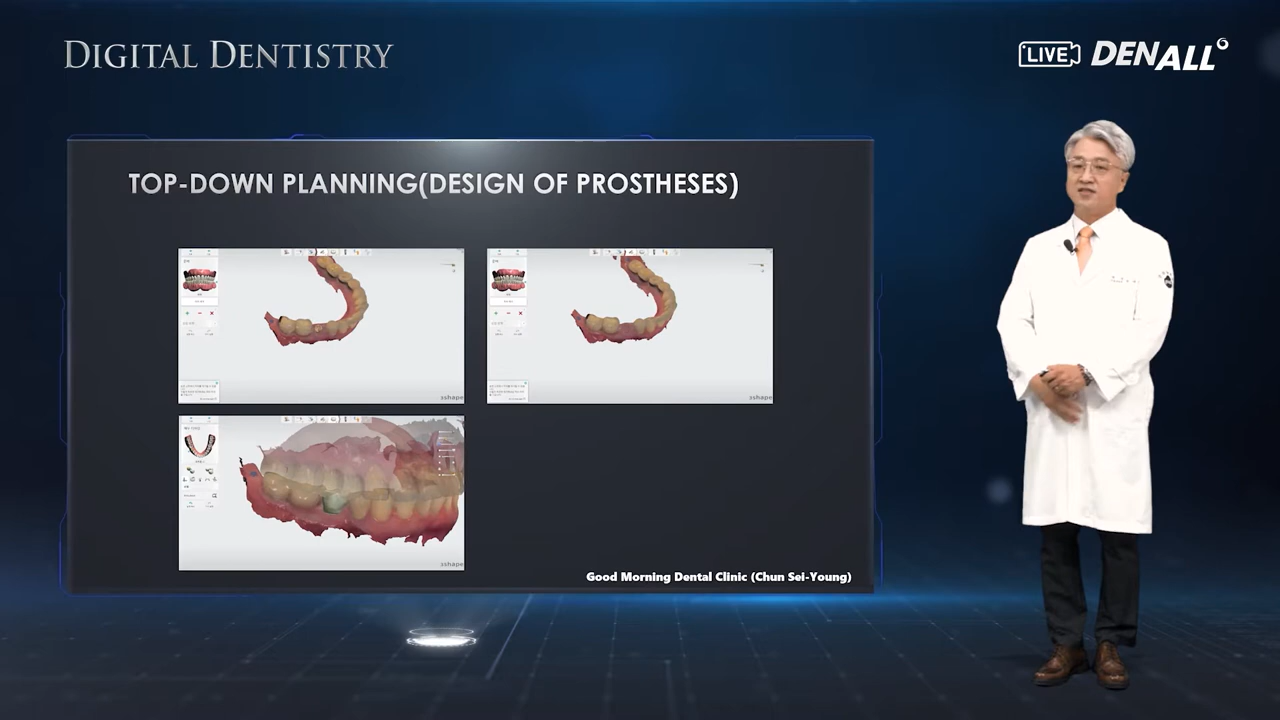 DIGITAL DENTISTRY
LIVE DENALL
TOP-DOWN PLANNING(DESIGN OF PROSTHESES)
3shape
3shape
3shape
Good Morning Dental Clinic (Chun Sei-Young)